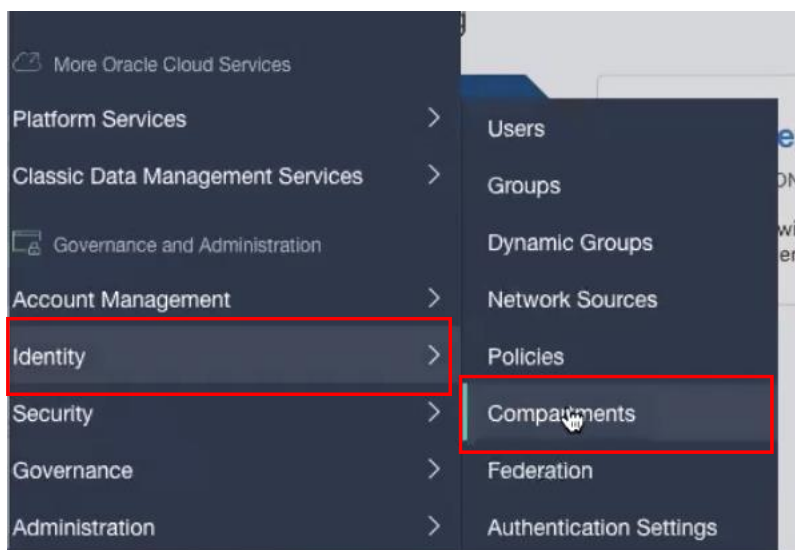 More Oracle Cloud Services
Platform Services
Classic Data Management Services
Governance and Administration
Account Management
Identity
Security
Governance
Administration
Users
Groups
Dynamic Groups
Network Sources
Policies
Compartments
Federation
Authentication Settings